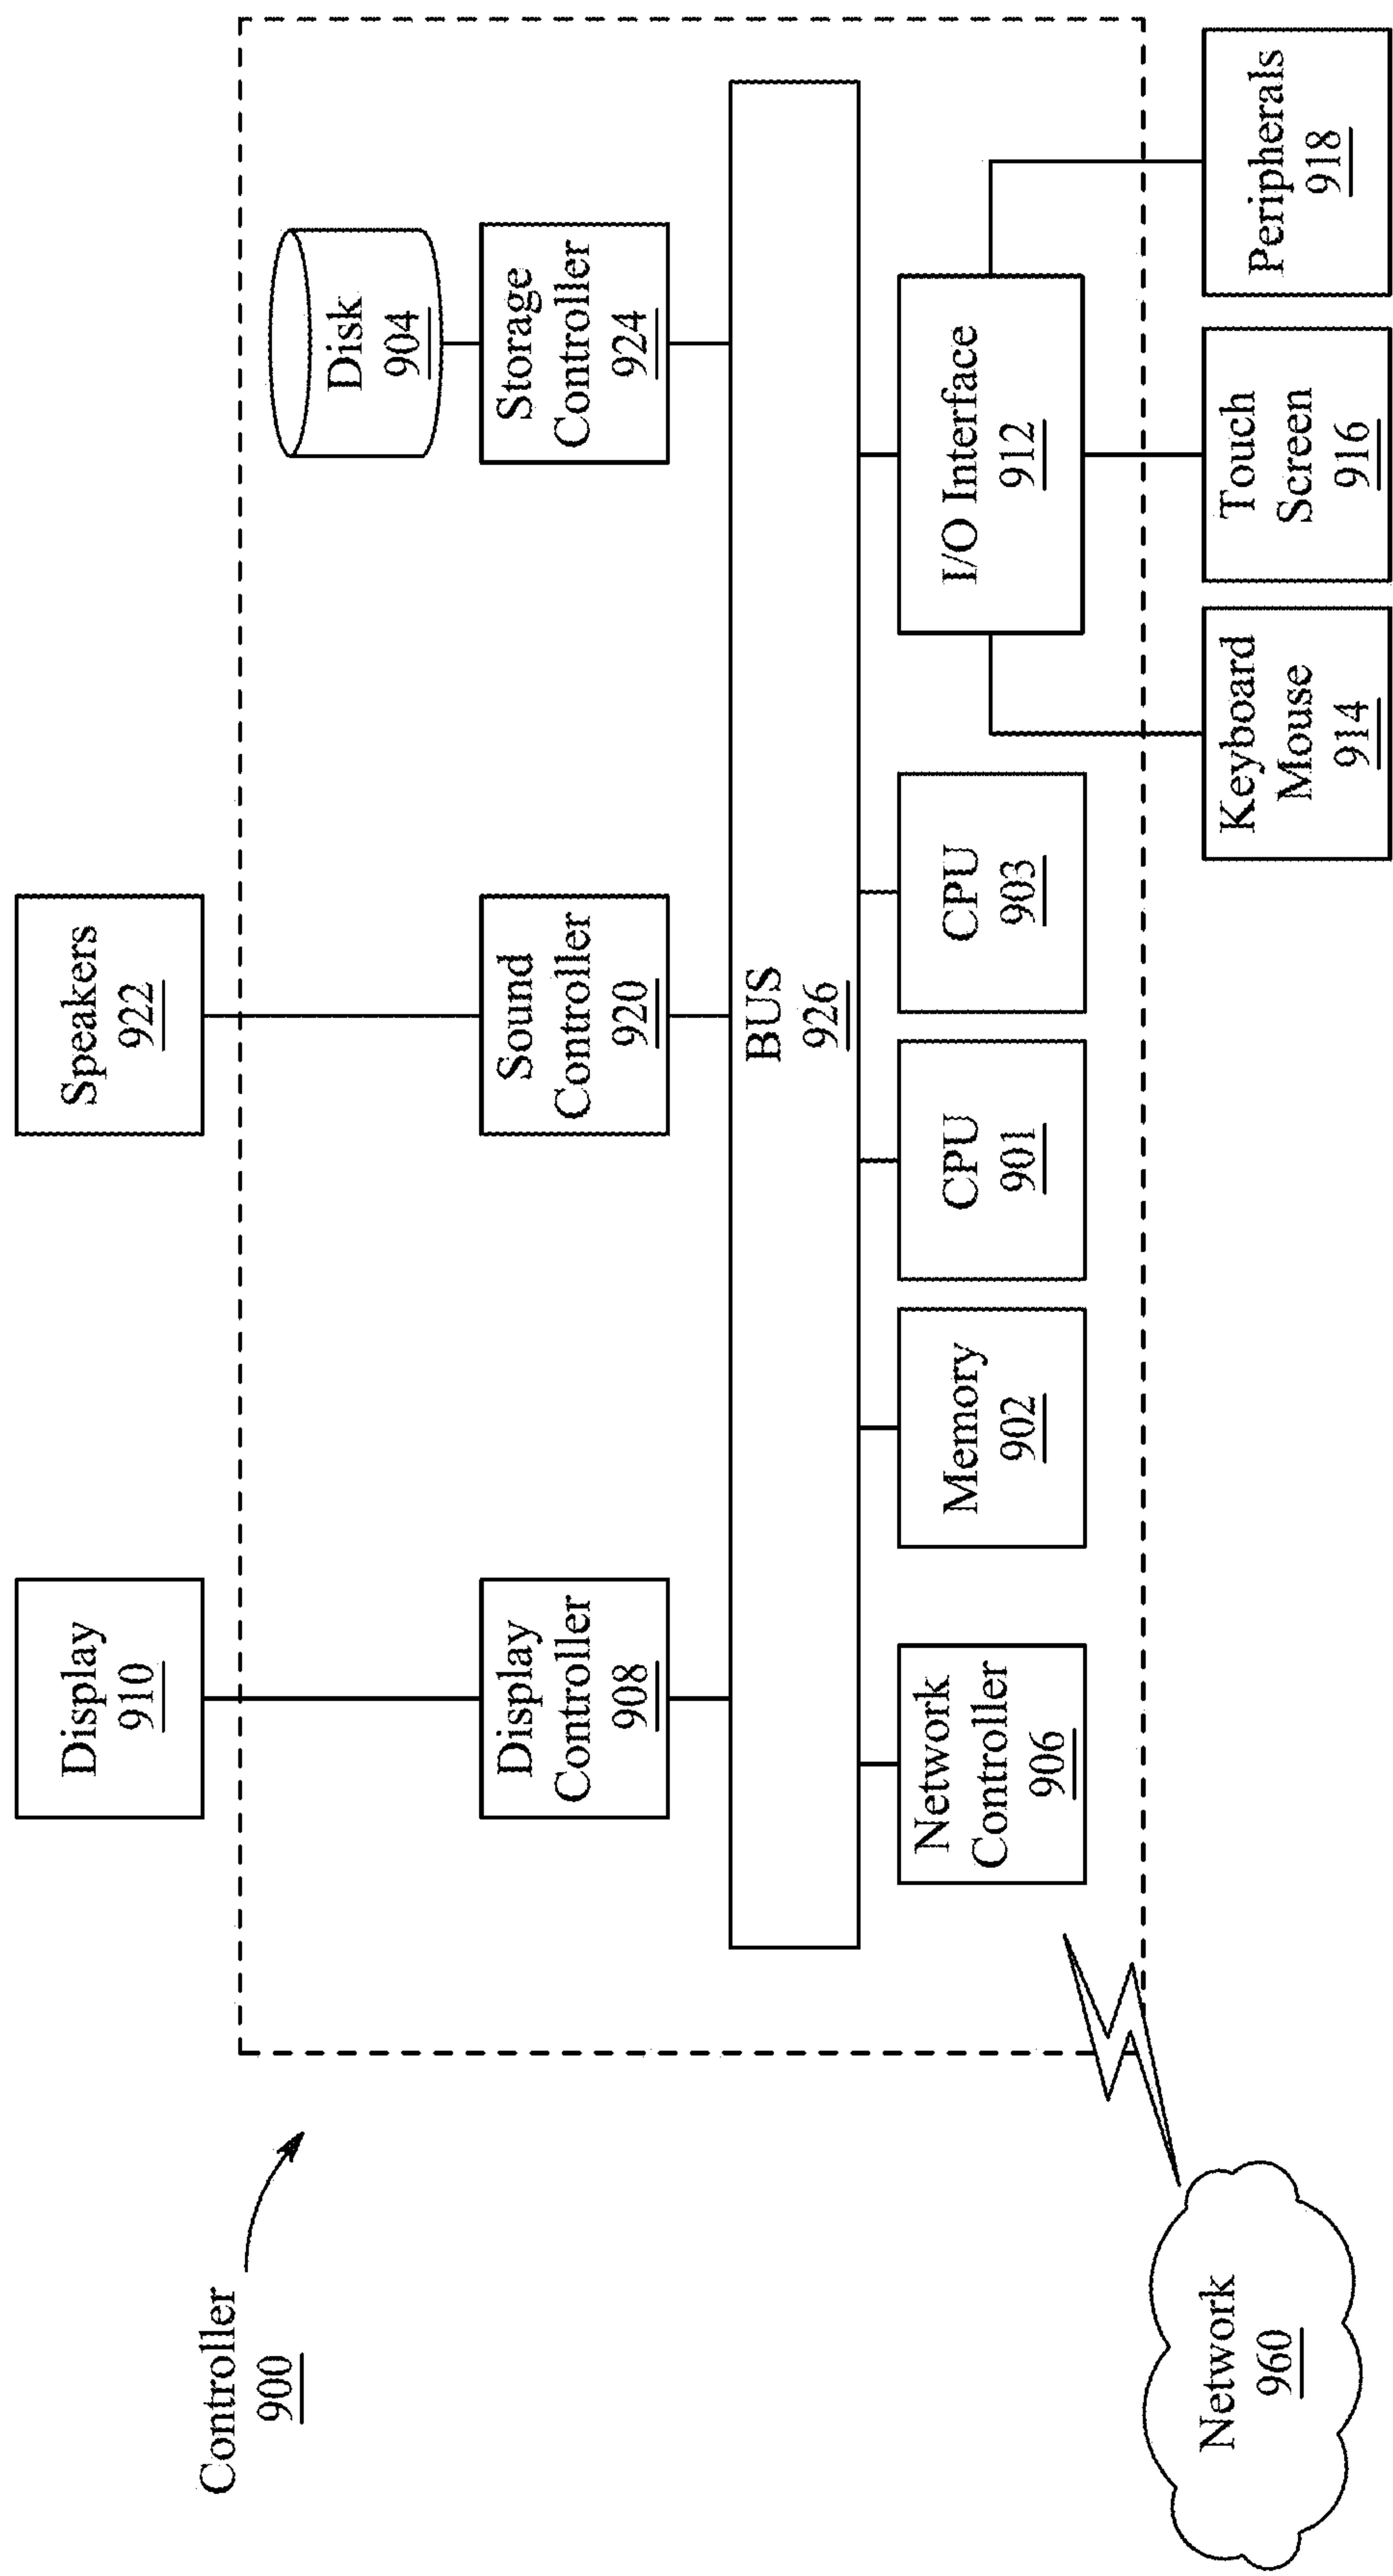 Controller
900
Display
910
Speakers
922
Disk
904
Display
Controller
908
Sound
Controller
920
Storage
Controller
924
BUS
926
Network
Controller
906
Memory
902
CPU
901
CPU
903
I/O Interface
912
Network
960
Keyboard
Mouse
914
Touch
Screen
916
Peripherals
918